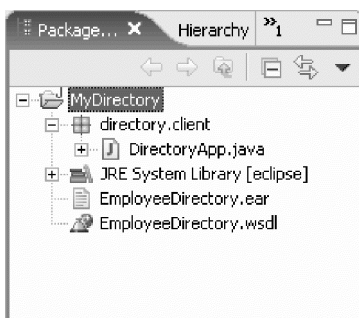 Package... Hierarchy »1
MyDirectory
directory.client
J DirectoryApp.java
JRE System Library [eclipse]
EmployeeDirectory.ear
EmployeeDirectory.wsdl